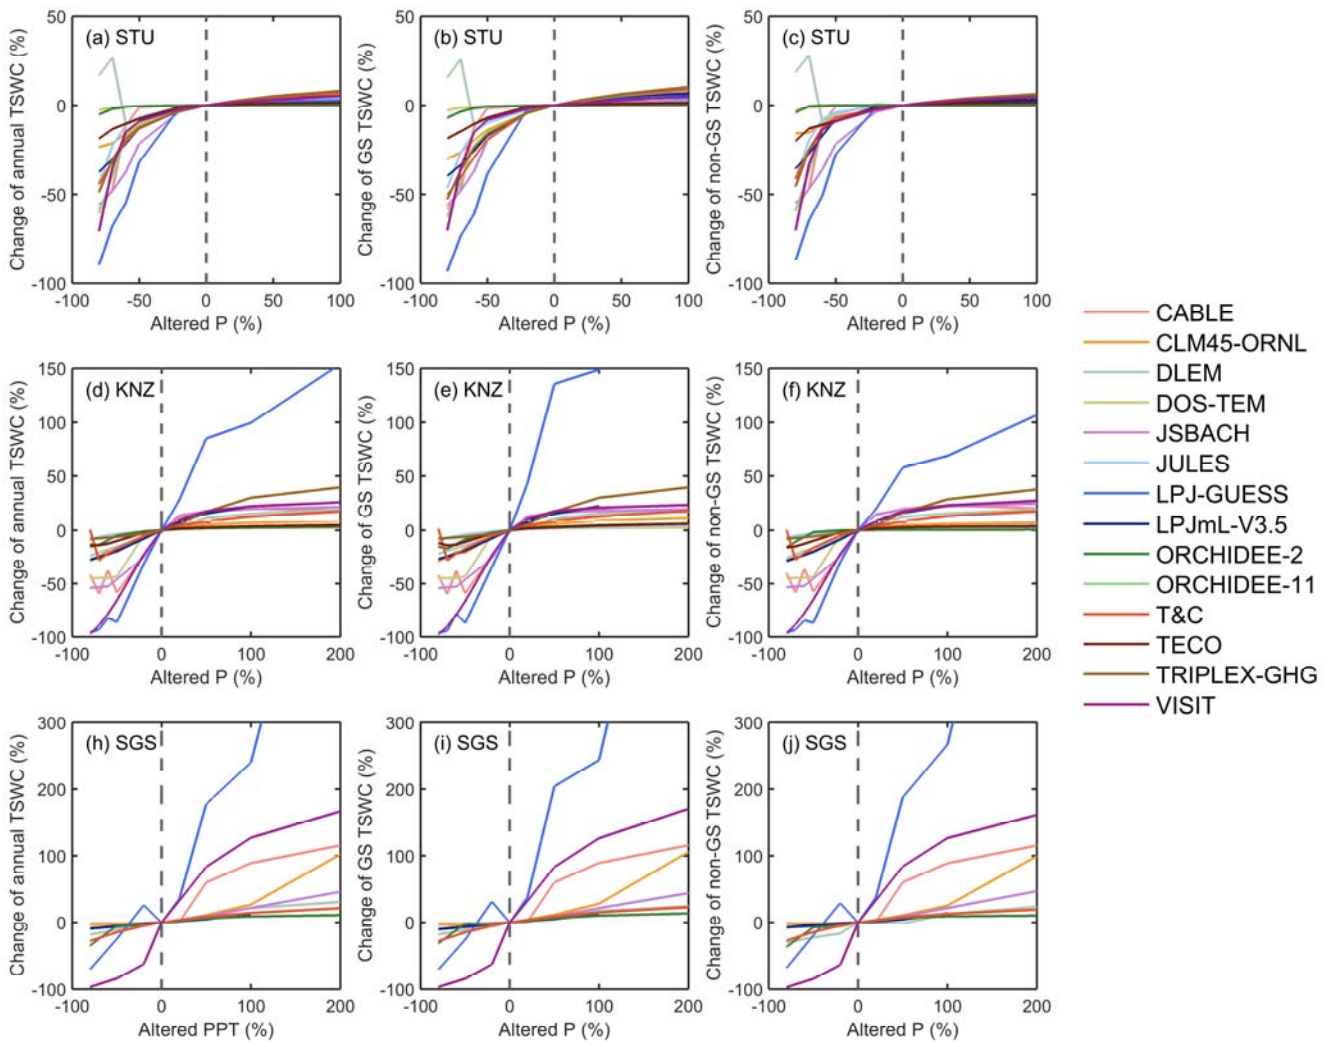 (a) STU
Change of annual TSWC (%)
50
0
-50
-100
-100
-50
0
50
100
Altered P (%)
(b) STU
Change of GS TSWC (%)
50
0
-50
-100
-100
-50
0
50
100
Altered P (%)
(c) STU
Change of non-GS TSWC (%)
50
0
-50
-100
-100
-50
0
50
100
Altered P (%)
(d) KNZ
Change of annual TSWC (%)
150
100
50
0
-50
-100
-100
0
100
200
Altered P (%)
(e) KNZ
Change of GS TSWC (%)
150
100
50
0
-50
-100
-100
0
100
200
Altered P (%)
(f) KNZ
Change of non-GS TSWC (%)
150
100
50
0
-50
-100
-100
0
100
200
Altered P (%)
(h) SGS
Change of annual TSWC (%)
300
200
100
0
-100
-100
0
100
200
Altered PPT (%)
(i) SGS
Change of GS TSWC (%)
300
200
100
0
-100
-100
0
100
200
Altered P (%)
(j) SGS
Change of non-GS TSWC (%)
300
200
100
0
-100
-100
0
100
200
Altered P (%)
CABLE
CLM45-ORNL
DLEM
DOS-TEM
JSBACH
JULES
LPJ-GUESS
LPJmL-V3.5
ORCHIDEE-2
ORCHIDEE-11
T&C
TECO
TRIPLEX-GHG
VISIT